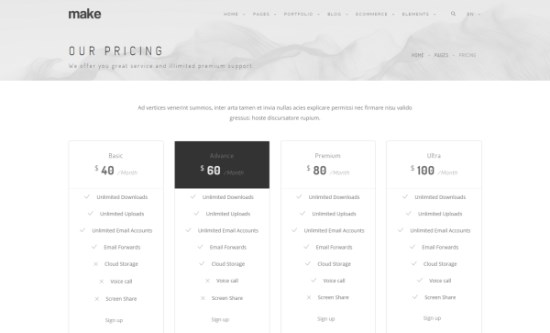 make
HOME PAGES PORTFOLIO BLOG ECOMMERCE ELEMENTS EN
OUR PRICING
We offer you great service and illimited premium support
HOME PAGES PRICING
Ad vertices venierint summos, inter arta tamen et invia nullas acies explicare permissi nec firmare nisu valido
gressus: hoste discursatore rupium.
Basic
$ 40 /Month
Unlimited Downloads
Unlimited Uploads
Unlimited Email Accounts
Email Forwards
Cloud Storage
Voice call
Screen Share
Sign up
Advance
$ 60 /Month
Unlimited Downloads
Unlimited Uploads
Unlimited Email Accounts
Email Forwards
Cloud Storage
Voice call
Screen Share
Sign up
Premium
$ 80 /Month
Unlimited Downloads
Unlimited Uploads
Unlimited Email Accounts
Email Forwards
Cloud Storage
Voice call
Screen Share
Sign up
Ultra
$ 100 /Month
Unlimited Downloads
Unlimited Uploads
Unlimited Email Accounts
Email Forwards
Cloud Storage
Voice call
Screen Share
Sign up